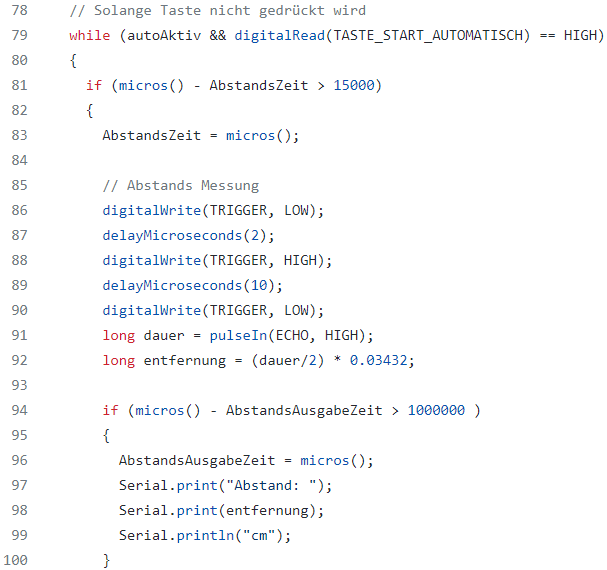 78 // Solange Taste nicht gedrückt wird
79 while (autoAktiv && digitalRead(TASTE_START_AUTOMATISCH) == HIGH)
80 {
81 if (micros() - AbstandsZeit > 15000)
82 {
83 AbstandsZeit = micros();
84
85 // Abstands Messung
86 digitalWrite(TRIGGER, LOW);
87 delayMicroseconds(2);
88 digitalWrite(TRIGGER, HIGH);
89 delayMicroseconds(10);
90 digitalWrite(TRIGGER, LOW);
91 long dauer = pulseIn(ECHO, HIGH);
92 long entfernung = (dauer/2) * 0.03432;
93
94 if (micros() - AbstandsAusgabeZeit > 1000000 )
95 {
96 AbstandsAusgabeZeit = micros();
97 Serial.print("Abstand: ");
98 Serial.print(entfernung);
99 Serial.println("cm");
100 }